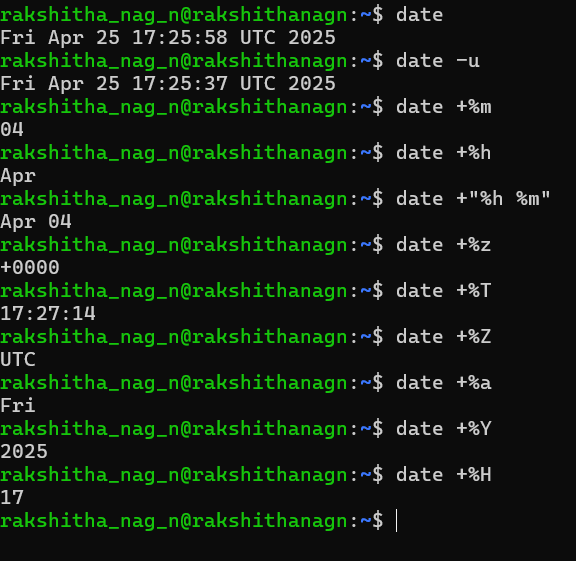 rakshitha_nag_n@rakshithanagn:~$ date
Fri Apr 25 17:25:58 UTC 2025
rakshitha_nag_n@rakshithanagn:~$ date -u
Fri Apr 25 17:25:37 UTC 2025
rakshitha_nag_n@rakshithanagn:~$ date +%m
04
rakshitha_nag_n@rakshithanagn:~$ date +%h
Apr
rakshitha_nag_n@rakshithanagn:~$ date +"%h %m"
Apr 04
rakshitha_nag_n@rakshithanagn:~$ date +%z
+0000
rakshitha_nag_n@rakshithanagn:~$ date +%T
17:27:14
rakshitha_nag_n@rakshithanagn:~$ date +%Z
UTC
rakshitha_nag_n@rakshithanagn:~$ date +%a
Fri
rakshitha_nag_n@rakshithanagn:~$ date +%Y
2025
rakshitha_nag_n@rakshithanagn:~$ date +%H
17
rakshitha_nag_n@rakshithanagn:~$